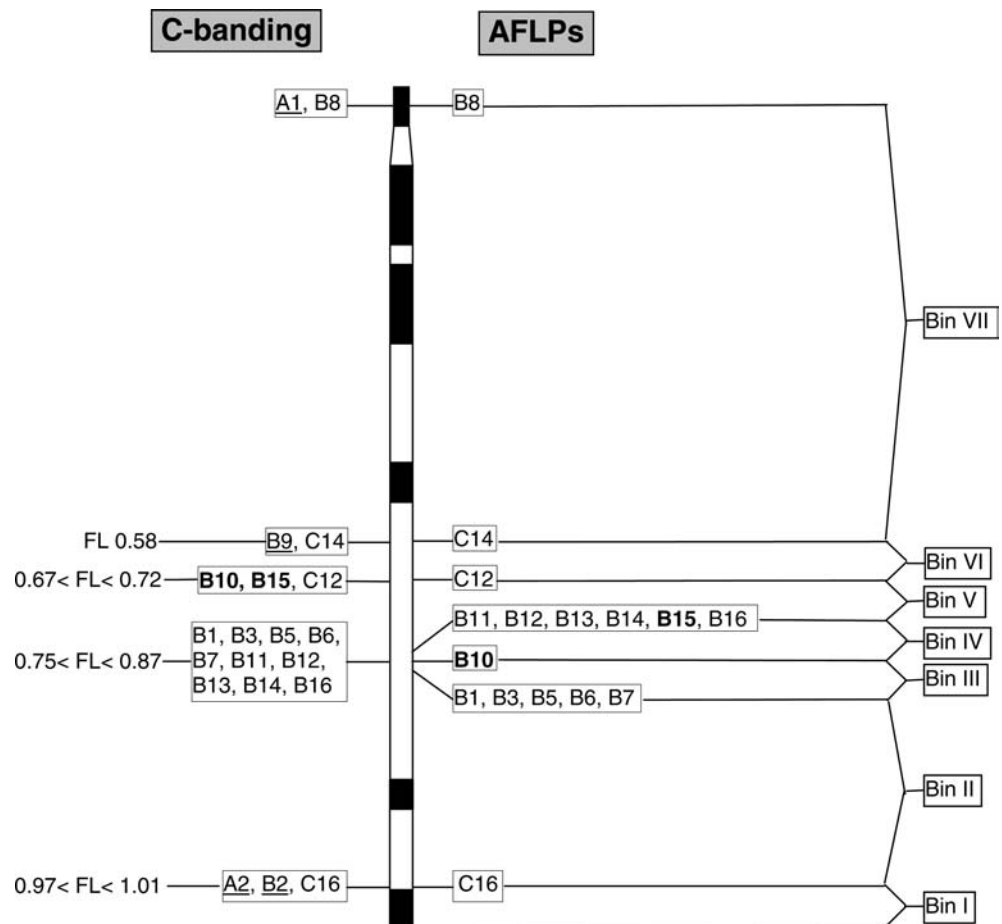 C-banding AFLPs
A1, B8 B8
Bin VII
FL 0.58 B9, C14 C14
Bin VI
0.67< FL< 0.72 B10, B15, C12 C12
Bin V
B11, B12, B13, B14, B15, B16
B1, B3, B5, B6,
Bin IV
0.75< FL< 0.87 B7, B11, B12, B10
B13, B14, B16
Bin III
B1, B3, B5, B6, B7
Bin II
0.97< FL< 1.01 A2, B2, C16 C16
Bin I